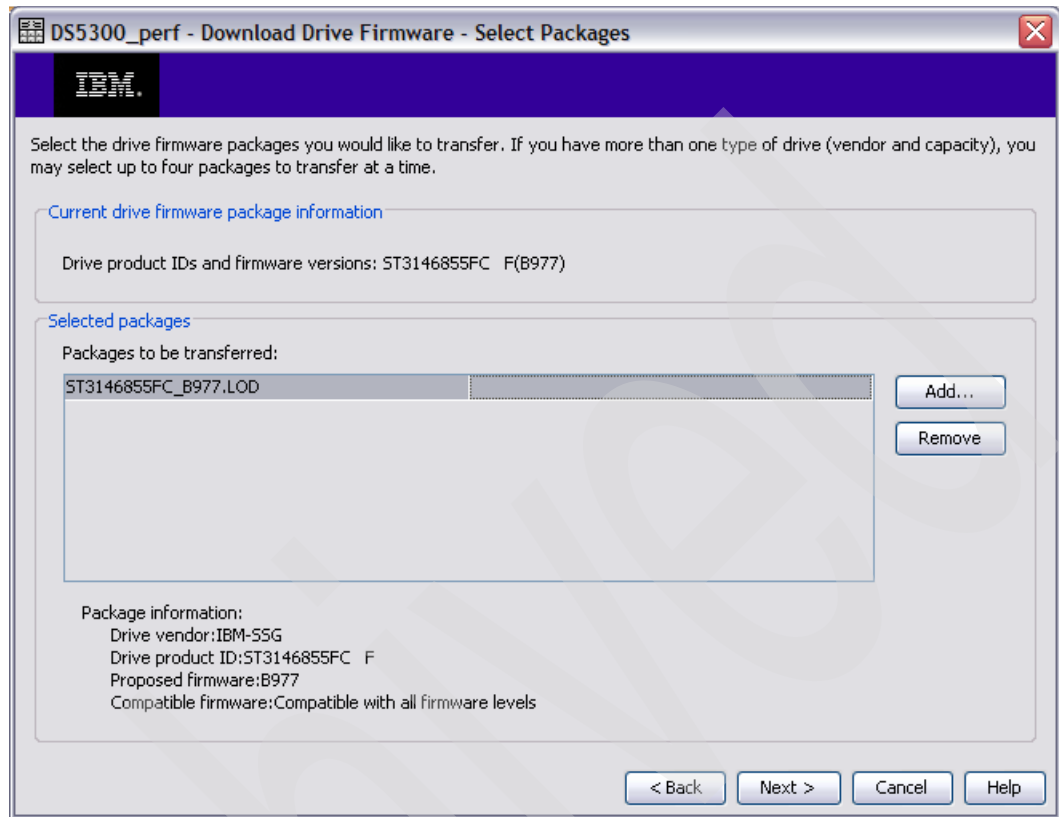 DS5300_perf - Download Drive Firmware - Select Packages
IBM.
Select the drive firmware packages you would like to transfer. If you have more than one type of drive (vendor and capacity), you
may select up to four packages to transfer at a time.
Current drive firmware package information
Drive product IDs and firmware versions: ST3146855FC   F(B977)
Selected packages
Packages to be transferred:
ST3146855FC_B977.LOD
Add...
Remove
Package information:
Drive vendor:IBM-SSG
Drive product ID:ST3146855FC   F
Proposed firmware:B977
Compatible firmware:Compatible with all firmware levels
< Back
Next >
Cancel
Help